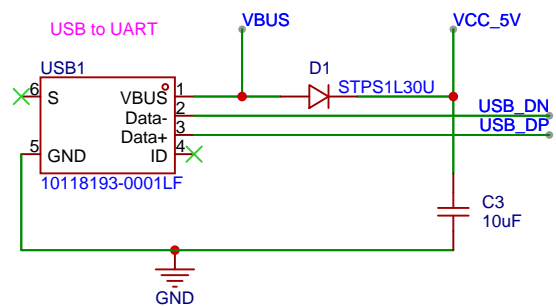 USB to UART
VBUS
VCC_5V
USB1
D1
STPS1L30U
6
S
VBUS
1
Data-
2
USB_DN
Data+
3
USB_DP
5
GND
ID
4
10118193-0001LF
C3
10uF
GND